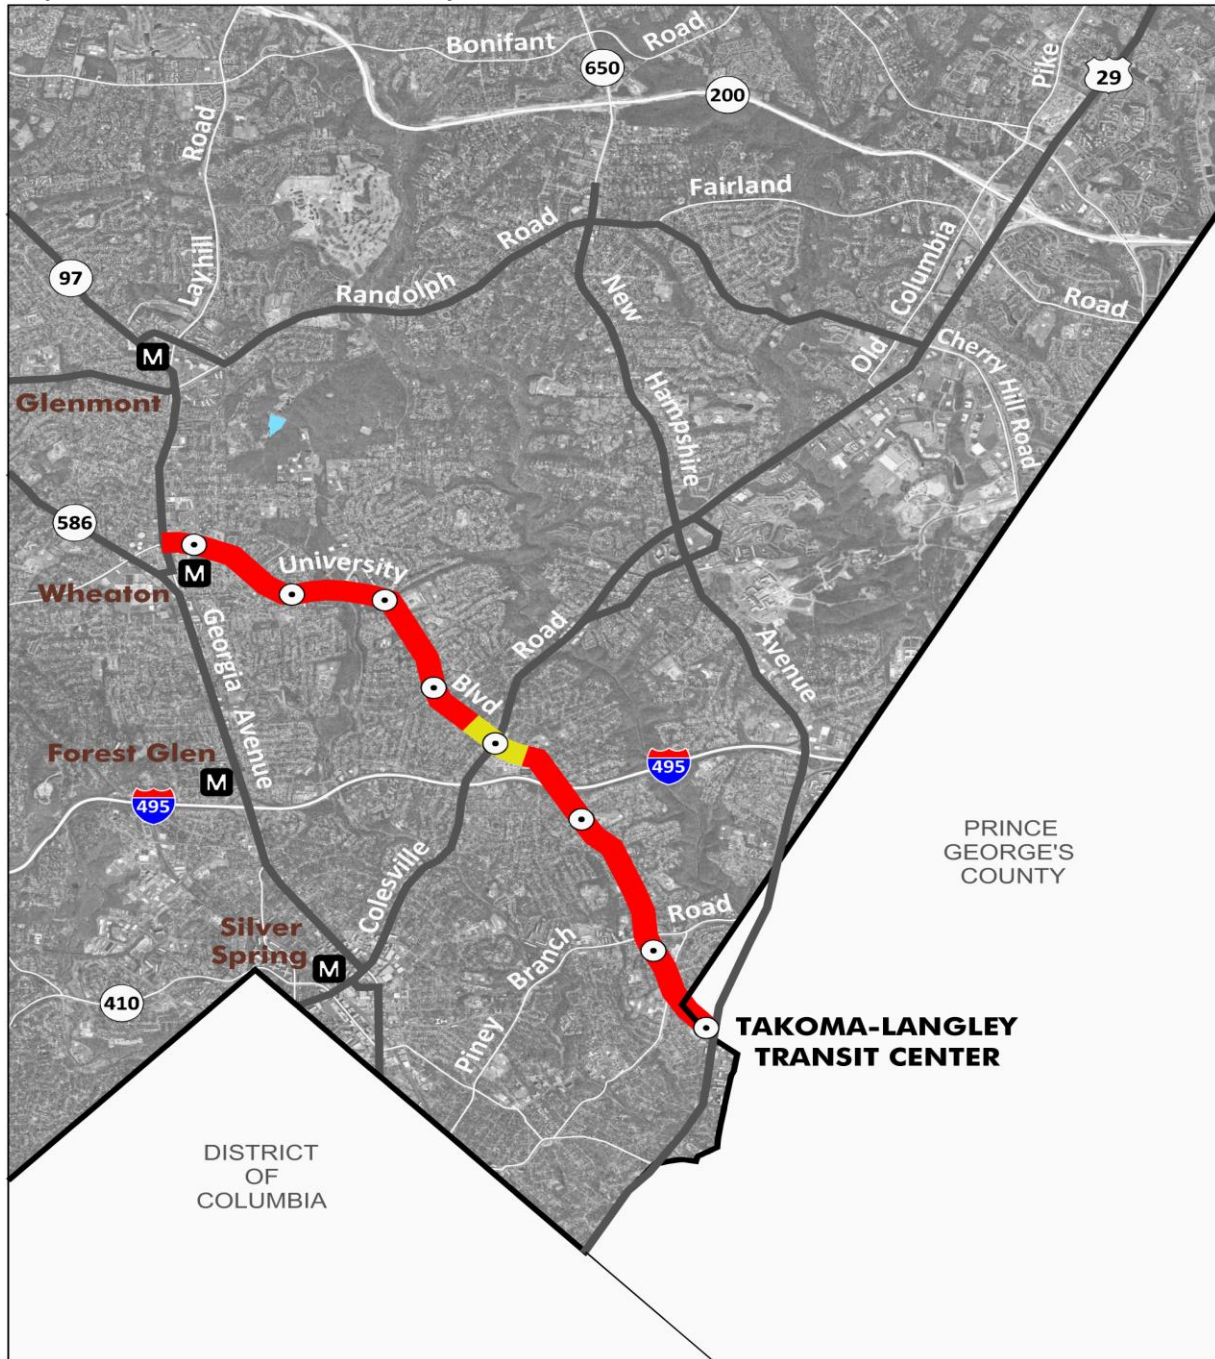 Bonifant Road
650
200
29
Pike
Road
Layhill
Fairland
Road
Randolph
Road
97
New
Hampshire
Avenue
Old Columbia
Cherry Hill Road
M
Glenmont
586
M
Wheaton
University
Blvd
Road
Georgia
Avenue
Forest Glen
M
495
495
Colesville
PRINCE
GEORGE'S
COUNTY
Silver
Spring
M
Road
Branch
Piney
410
TAKOMA-LANGLEY
TRANSIT CENTER
DISTRICT
OF
COLUMBIA